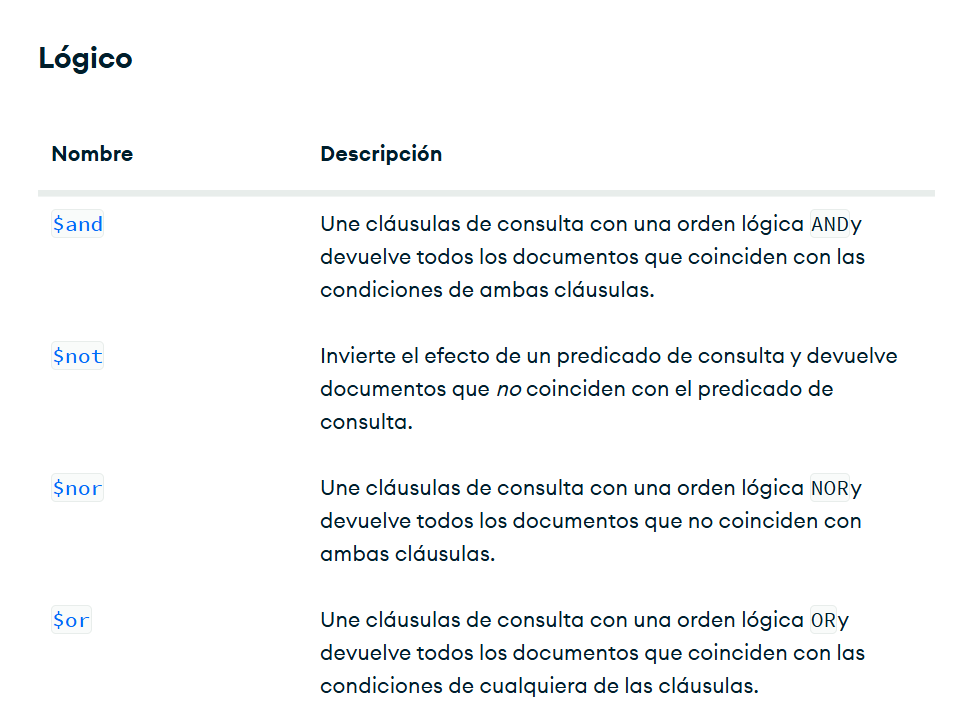 Lógico
Nombre Descripción
$and Une cláusulas de consulta con una orden lógica ANDy
devuelve todos los documentos que coinciden con las
condiciones de ambas cláusulas.
$not Invierte el efecto de un predicado de consulta y devuelve
documentos que no coinciden con el predicado de
consulta.
$nor Une cláusulas de consulta con una orden lógica NORy
devuelve todos los documentos que no coinciden con
ambas cláusulas.
$or Une cláusulas de consulta con una orden lógica ORy
devuelve todos los documentos que coinciden con las
condiciones de cualquiera de las cláusulas.